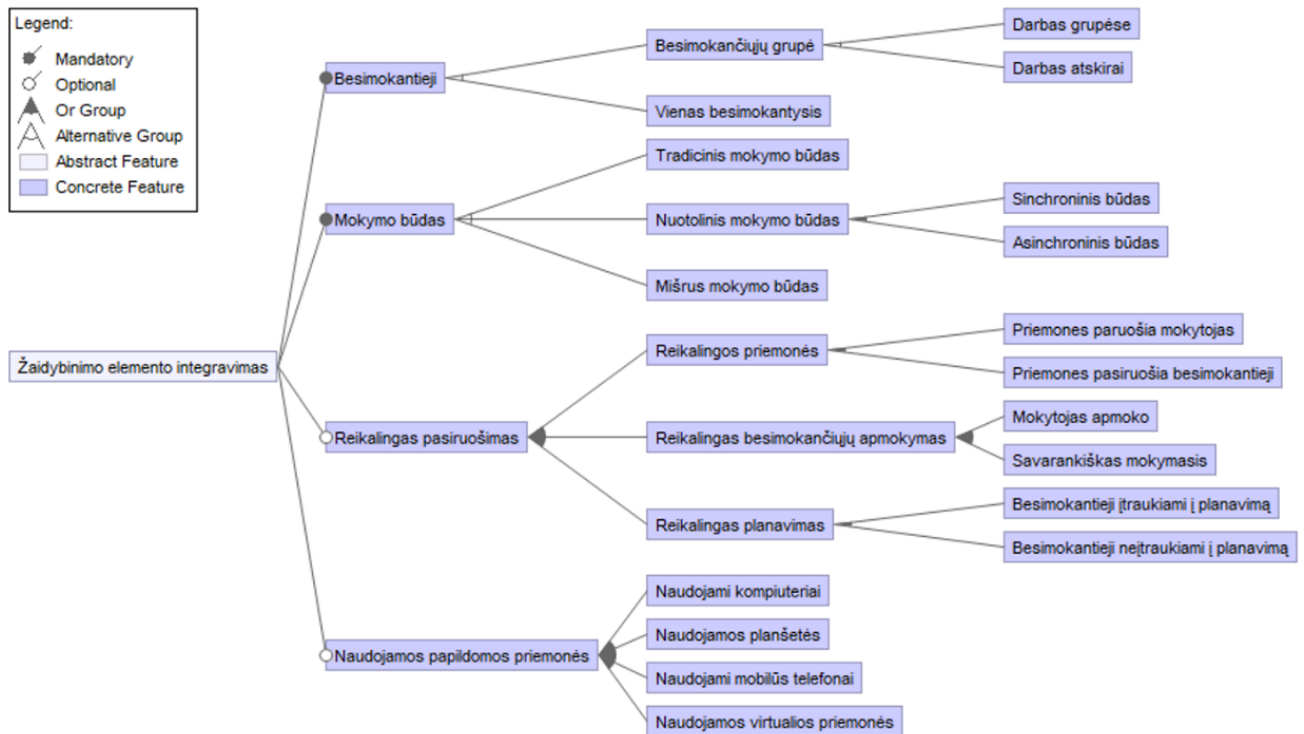 Legend:
Mandatory
Optional
Or Group
Alternative Group
Abstract Feature
Concrete Feature
Žaidybinimo elemento integravimas
Besimokantieji
Besimokančiųjų grupė
Darbas grupėse
Darbas atskirai
Vienas besimokantysis
Mokymo būdas
Tradicinis mokymo būdas
Nuotolinis mokymo būdas
Sinchroninis būdas
Asinchroninis būdas
Mišrus mokymo būdas
Reikalingas pasiruošimas
Reikalingos priemonės
Priemones paruošia mokytojas
Priemones pasiruošia besimokantieji
Reikalingas besimokančiųjų apmokymas
Mokytojas apmoko
Savarankiškas mokymasis
Reikalingas planavimas
Besimokantieji įtraukiami į planavimą
Besimokantieji neįtraukiami į planavimą
Naudojamos papildomos priemonės
Naudojami kompiuteriai
Naudojamos planšetės
Naudojami mobilūs telefonai
Naudojamos virtualios priemonės